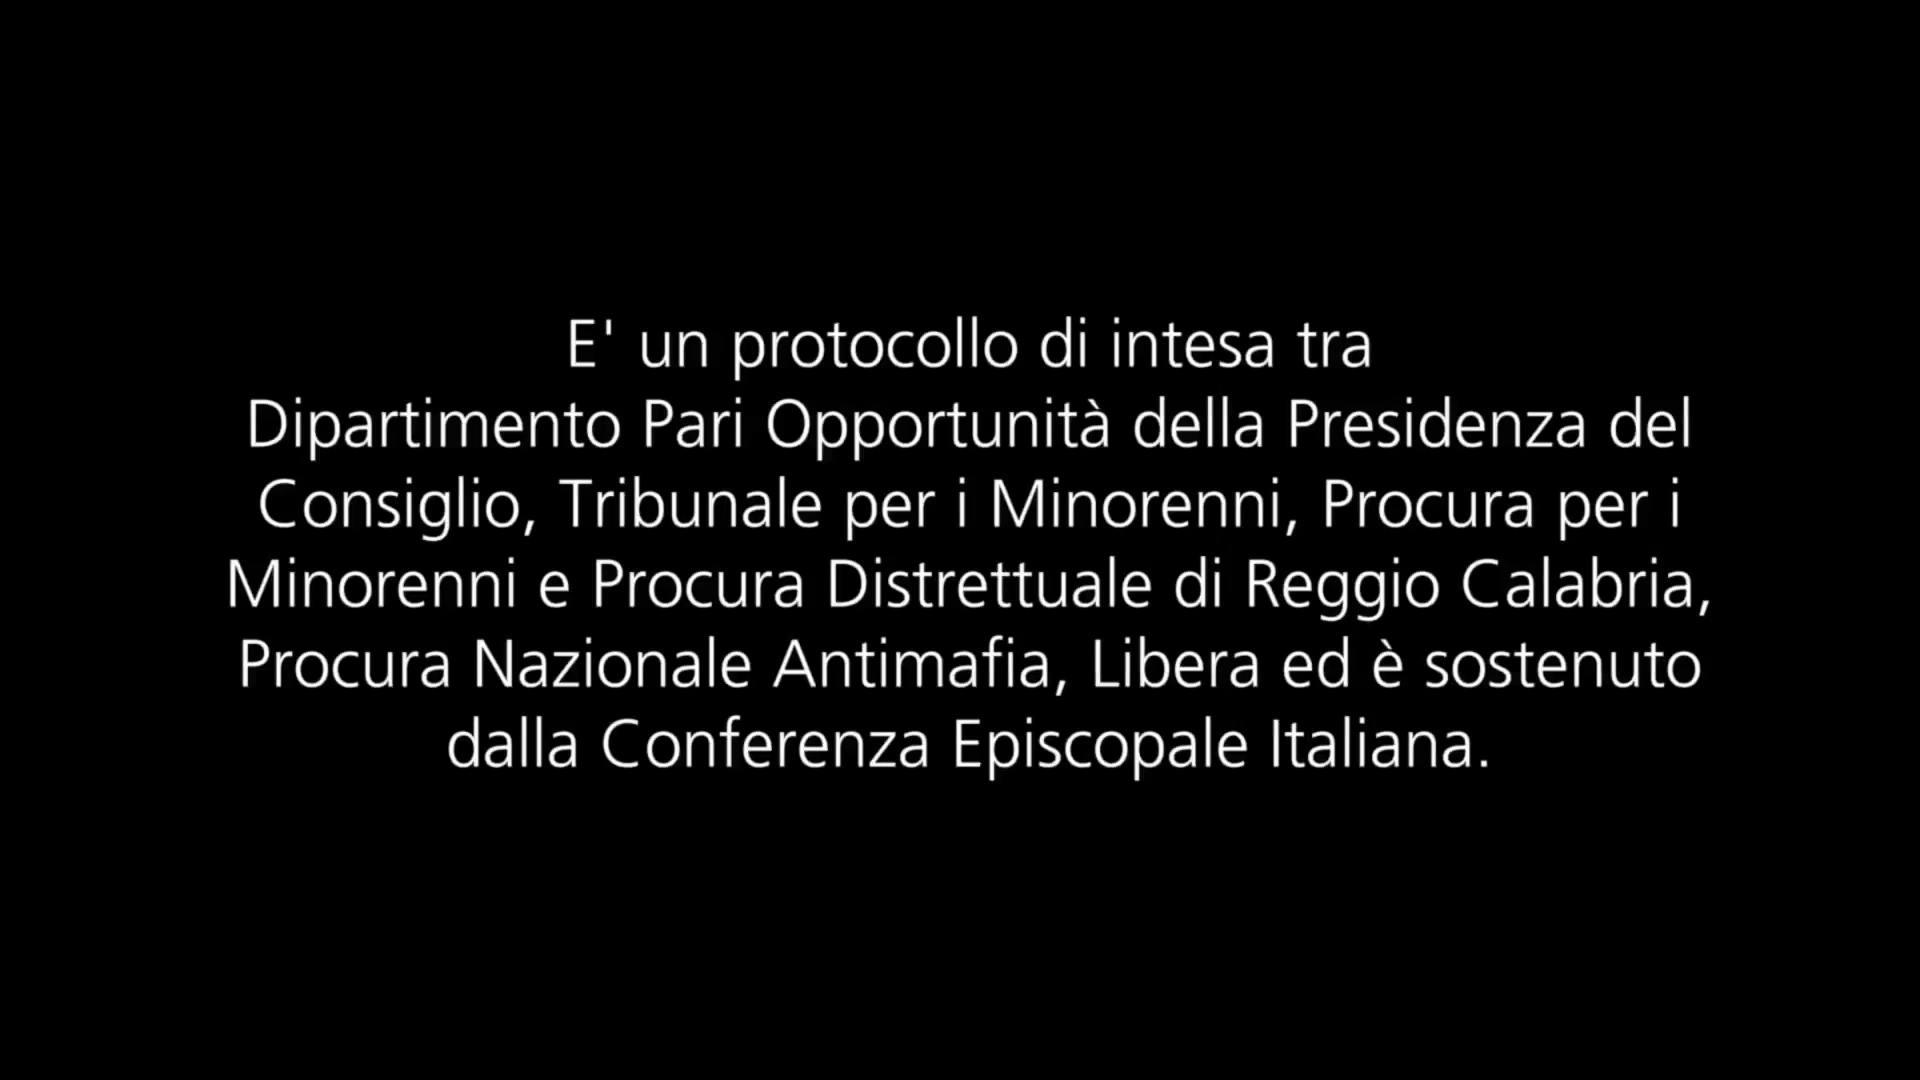 E' un protocollo di intesa tra
Dipartimento Pari Opportunità della Presidenza del
Consiglio, Tribunale per i Minorenni, Procura per i
Minorenni e Procura Distrettuale di Reggio Calabria,
Procura Nazionale Antimafia, Libera ed è sostenuto
dalla Conferenza Episcopale Italiana.